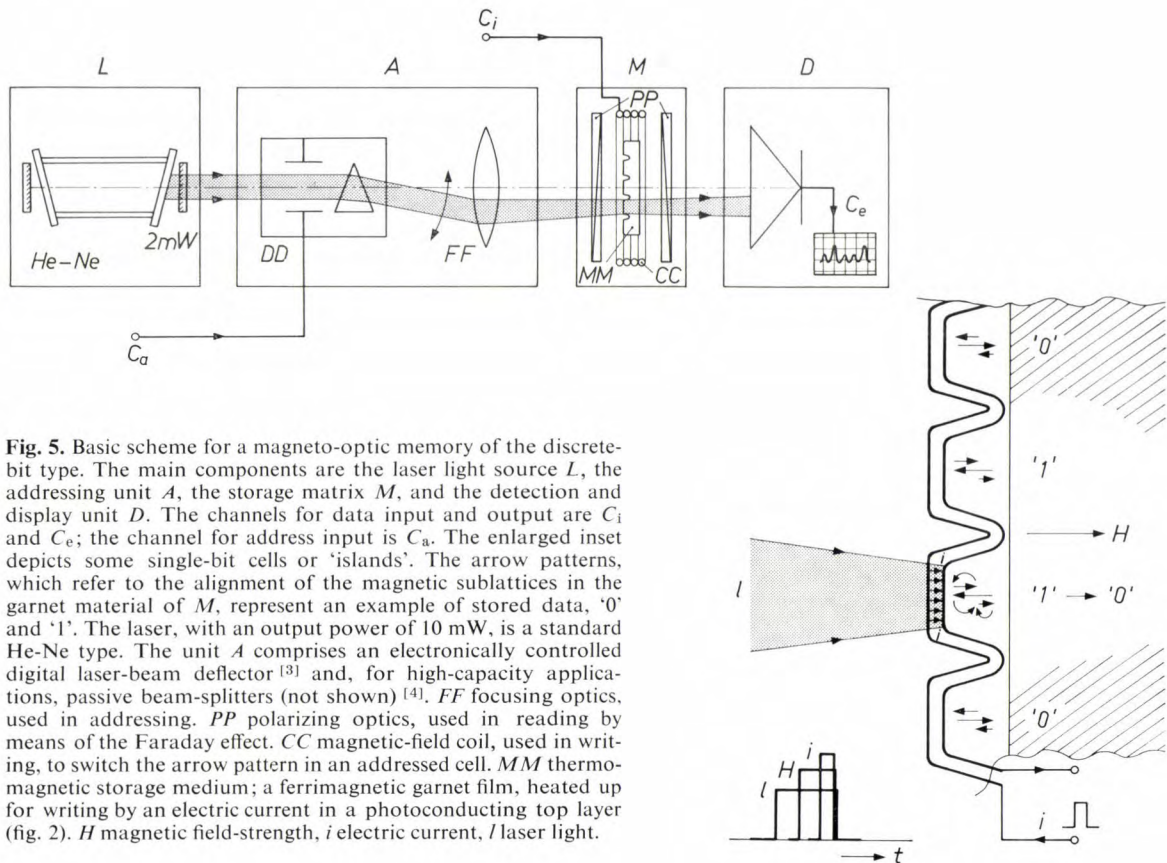 C_i
L A M D
PP
2mW
He–Ne
DD
FF
MM
CC
C_e
C_a
Fig. 5. Basic scheme for a magneto-optic memory of the discrete-
bit type. The main components are the laser light source L, the
addressing unit A, the storage matrix M, and the detection and
display unit D. The channels for data input and output are C_i
and C_e; the channel for address input is C_a. The enlarged inset
depicts some single-bit cells or ‘islands’. The arrow patterns,
which refer to the alignment of the magnetic sublattices in the
garnet material of M, represent an example of stored data, ‘0’
and ‘1’. The laser, with an output power of 10 mW, is a standard
He-Ne type. The unit A comprises an electronically controlled
digital laser-beam deflector [3] and, for high-capacity applica-
tions, passive beam-splitters (not shown) [4]. FF focusing optics,
used in addressing. PP polarizing optics, used in reading by
means of the Faraday effect. CC magnetic-field coil, used in writ-
ing, to switch the arrow pattern in an addressed cell. MM thermo-
magnetic storage medium; a ferrimagnetic garnet film, heated up
for writing by an electric current in a photoconducting top layer
(fig. 2). H magnetic field-strength, i electric current, l laser light.
'0'
'1'
H
l
i
'1' → '0'
i
'0'
i
H
l
t
i